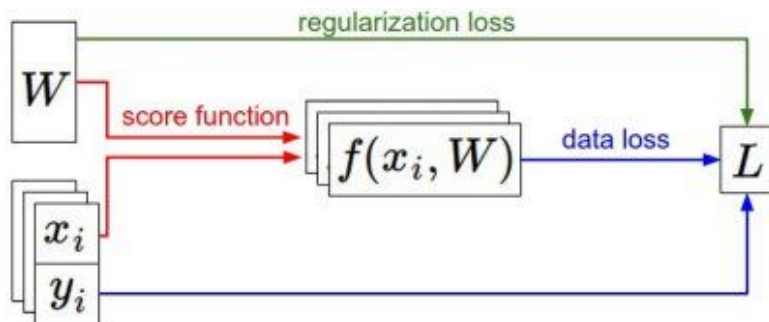 regularization loss
W
score function
f(x_i, W)
data loss
L
x_i
y_i